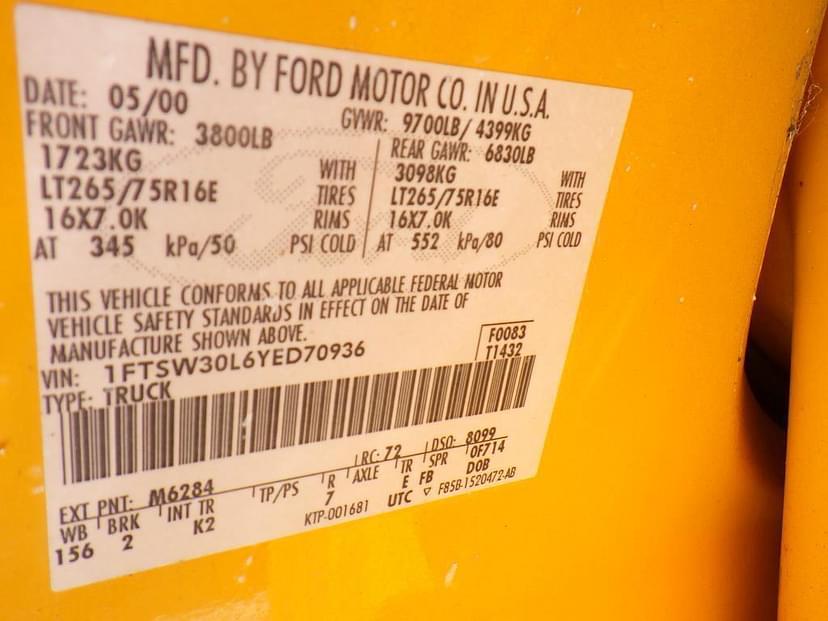 MFD. BY FORD MOTOR CO. IN U.S.A.
DATE: 05/00 GVWR: 9700LB/ 4399KG
FRONT GAWR: 3800LB REAR GAWR: 6830LB
1723KG WITH 3098KG WITH
LT265/75R16E TIRES LT265/75R16E TIRES
16X7.0K RIMS 16X7.0K RIMS
AT 345 kPa/50 PSI COLD AT 552 kPa/80 PSI COLD
THIS VEHICLE CONFORMS TO ALL APPLICABLE FEDERAL MOTOR
VEHICLE SAFETY STANDARDS IN EFFECT ON THE DATE OF
MANUFACTURE SHOWN ABOVE.
VIN: 1FTSW30L6YED70936 F0083
TYPE: TRUCK T1432
EXT PNT: M6284 RC: 72 DSO: 8099
WB BRK INT TR TP/PS R AXLE TR SPR 0F714
156 2 K2 7 E FB DOB
KTP-001681 UTC ▽ F85B-1520472-AB